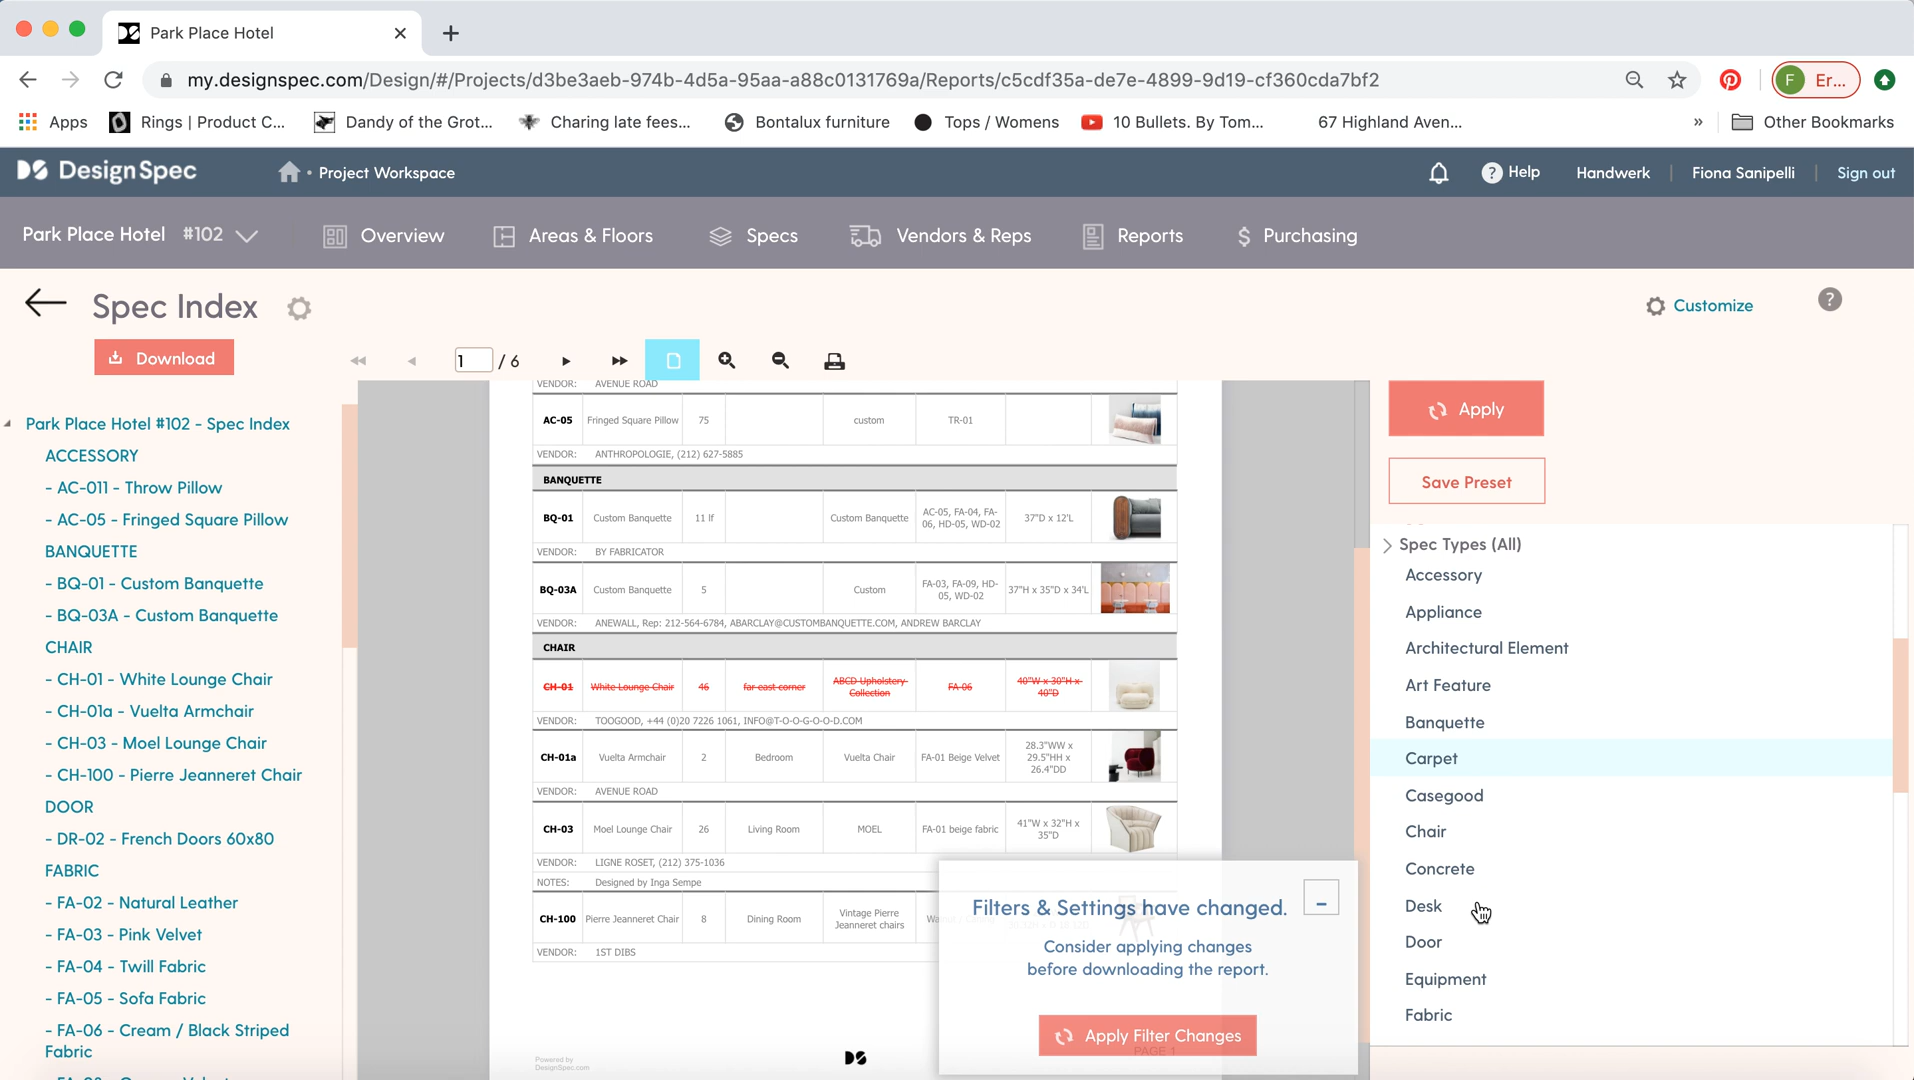 Park Place Hotel
my.designspec.com/Design/#/Projects/d3be3aeb-974b-4d5a-95aa-a88c0131769a/Reports/c5cdf35a-de7e-4899-9d19-cf360cda7bf2
F Er...
Apps Rings | Product C... Dandy of the Grot... Charing late fees... Bontalux furniture Tops / Womens 10 Bullets. By Tom... 67 Highland Aven... » Other Bookmarks
DesignSpec • Project Workspace ? Help Handwerk | Fiona Sanipelli | Sign out
Park Place Hotel #102 Overview Areas & Floors Specs Vendors & Reps Reports $ Purchasing
Spec Index Customize ?
Download 1 / 6
Park Place Hotel #102 - Spec Index
ACCESSORY
- AC-011 - Throw Pillow
- AC-05 - Fringed Square Pillow
BANQUETTE
- BQ-01 - Custom Banquette
- BQ-03A - Custom Banquette
CHAIR
- CH-01 - White Lounge Chair
- CH-01a - Vuelta Armchair
- CH-03 - Moel Lounge Chair
- CH-100 - Pierre Jeanneret Chair
DOOR
- DR-02 - French Doors 60x80
FABRIC
- FA-02 - Natural Leather
- FA-03 - Pink Velvet
- FA-04 - Twill Fabric
- FA-05 - Sofa Fabric
- FA-06 - Cream / Black Striped
Fabric
VENDOR: AVENUE ROAD
AC-05 Fringed Square Pillow 75 custom TR-01
VENDOR: ANTHROPOLOGIE, (212) 627-5885
BANQUETTE
BQ-01 Custom Banquette 11 lf Custom Banquette AC-05, FA-04, FA-
06, HD-05, WD-02 37"D x 12'L
VENDOR: BY FABRICATOR
BQ-03A Custom Banquette 5 Custom FA-03, FA-09, HD-
05, WD-02 37"H x 35"D x 34'L
VENDOR: ANEWALL, Rep: 212-564-6784, ABARCLAY@CUSTOMBANQUETTE.COM, ANDREW BARCLAY
CHAIR
CH-01 White Lounge Chair 46 far east corner ABCD Upholstery
Collection FA-06 40"W x 30"H x
40"D
VENDOR: TOOGOOD, +44 (0)20 7226 1061, INFO@T-O-O-G-O-O-D.COM
CH-01a Vuelta Armchair 2 Bedroom Vuelta Chair FA-01 Beige Velvet 28.3"WW x
29.5"HH x
26.4"DD
VENDOR: AVENUE ROAD
CH-03 Moel Lounge Chair 26 Living Room MOEL FA-01 beige fabric 41"W x 32"H x
35"D
VENDOR: LIGNE ROSET, (212) 375-1036
NOTES: Designed by Inga Sempe
CH-100 Pierre Jeanneret Chair 8 Dining Room Vintage Pierre
Jeanneret chairs
VENDOR: 1ST DIBS
Powered by
DesignSpec.com
PAGE 1
Filters & Settings have changed.
Consider applying changes
before downloading the report.
Apply Filter Changes
Apply
Save Preset
Spec Types (All)
Accessory
Appliance
Architectural Element
Art Feature
Banquette
Carpet
Casegood
Chair
Concrete
Desk
Door
Equipment
Fabric